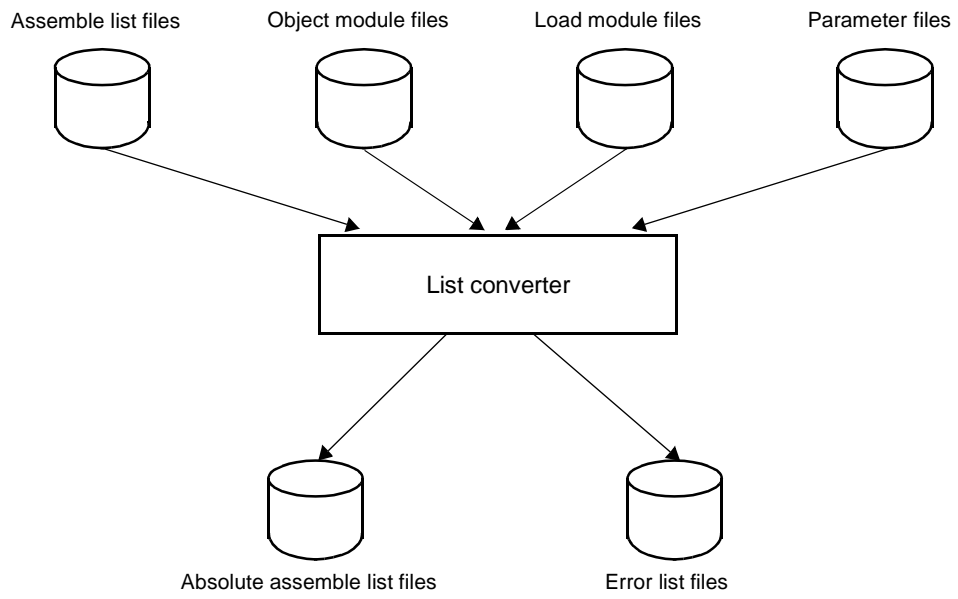 Assemble list files
Object module files
Load module files
Parameter files
List converter
Absolute assemble list files
Error list files